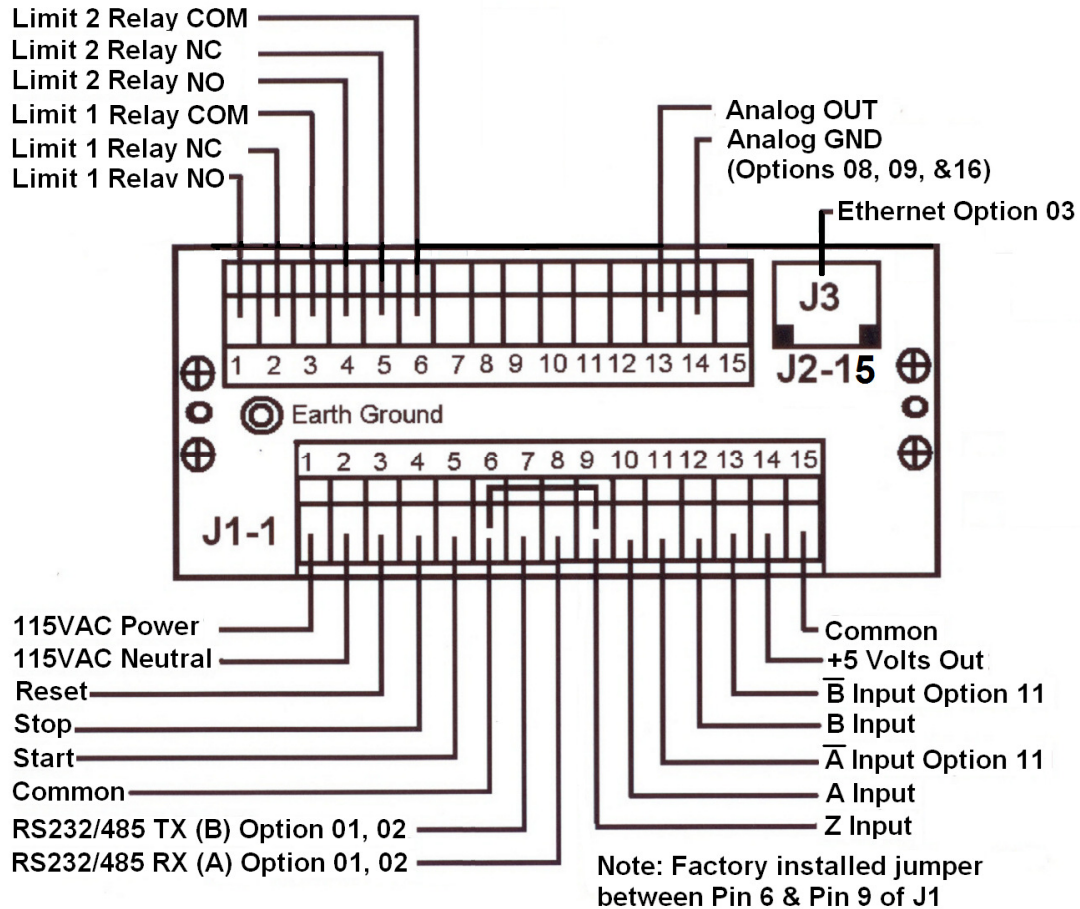 Limit 2 Relay COM
Limit 2 Relay NC
Limit 2 Relay NO
Limit 1 Relay COM
Limit 1 Relay NC
Limit 1 Relav NO
Analog OUT
Analog GND
(Options 08, 09, &16)
Ethernet Option 03
J3
1 2 3 4 5 6 7 8 9 10 11 12 13 14 15
J2-15
Earth Ground
1 2 3 4 5 6 7 8 9 10 11 12 13 14 15
J1-1
115VAC Power
115VAC Neutral
Reset
Stop
Start
Common
RS232/485 TX (B) Option 01, 02
RS232/485 RX (A) Option 01, 02
Common
+5 Volts Out
B̅ Input Option 11
B Input
A̅ Input Option 11
A Input
Z Input
Note: Factory installed jumper
between Pin 6 & Pin 9 of J1